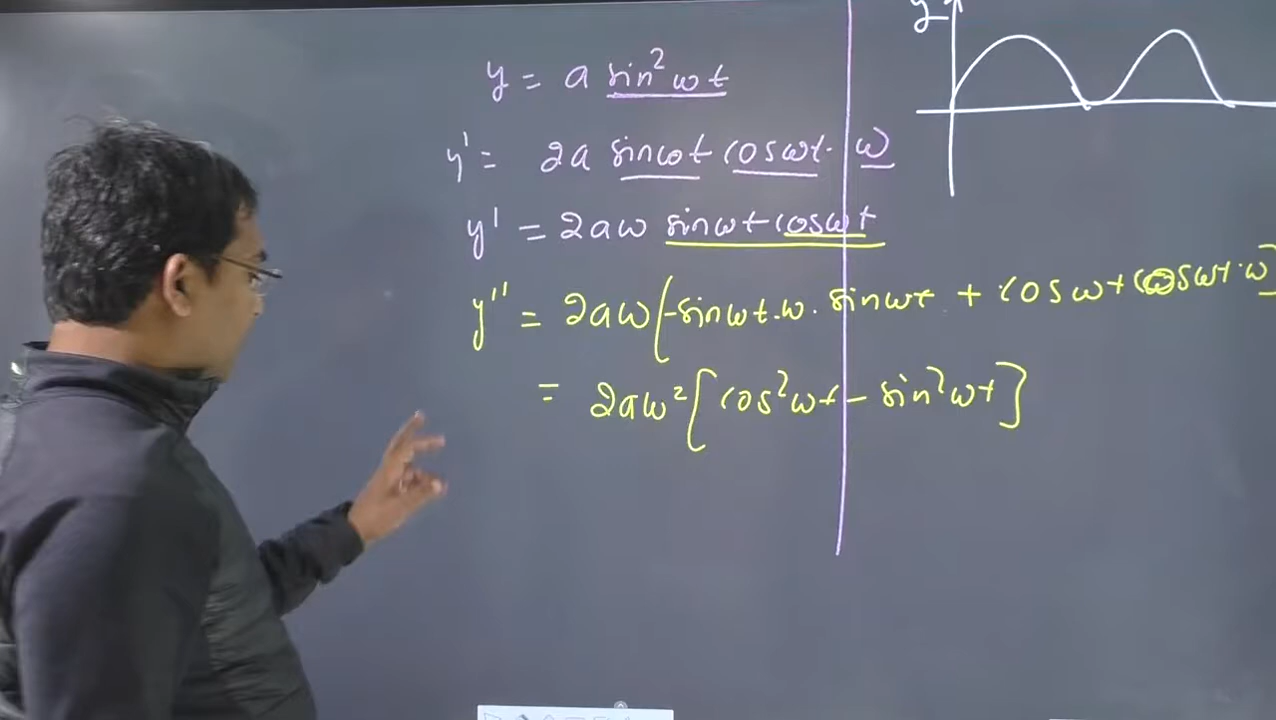 y
y = a sin²ωt
y' = 2a sinωt cosωt · ω
y' = 2aω sinωt cosωt
y'' = 2aω[-sinωt.ω. sinωt + cosωt cosωt·ω]
= 2aω²[cos²ωt - sin²ωt]